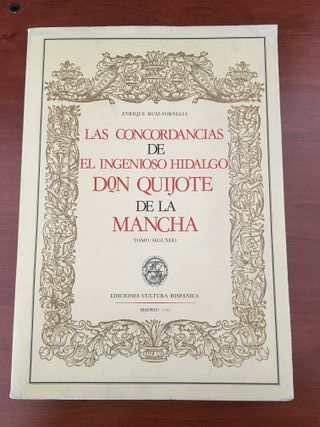 ENRIQUE RUIZ-FORNELLS
LAS CONCORDANCIAS
DE
EL INGENIOSO HIDALGO
DON QUIJOTE
DE LA
MANCHA
TOMO SEGUNDO
EDICIONES CULTURA HISPANICA
MADRID